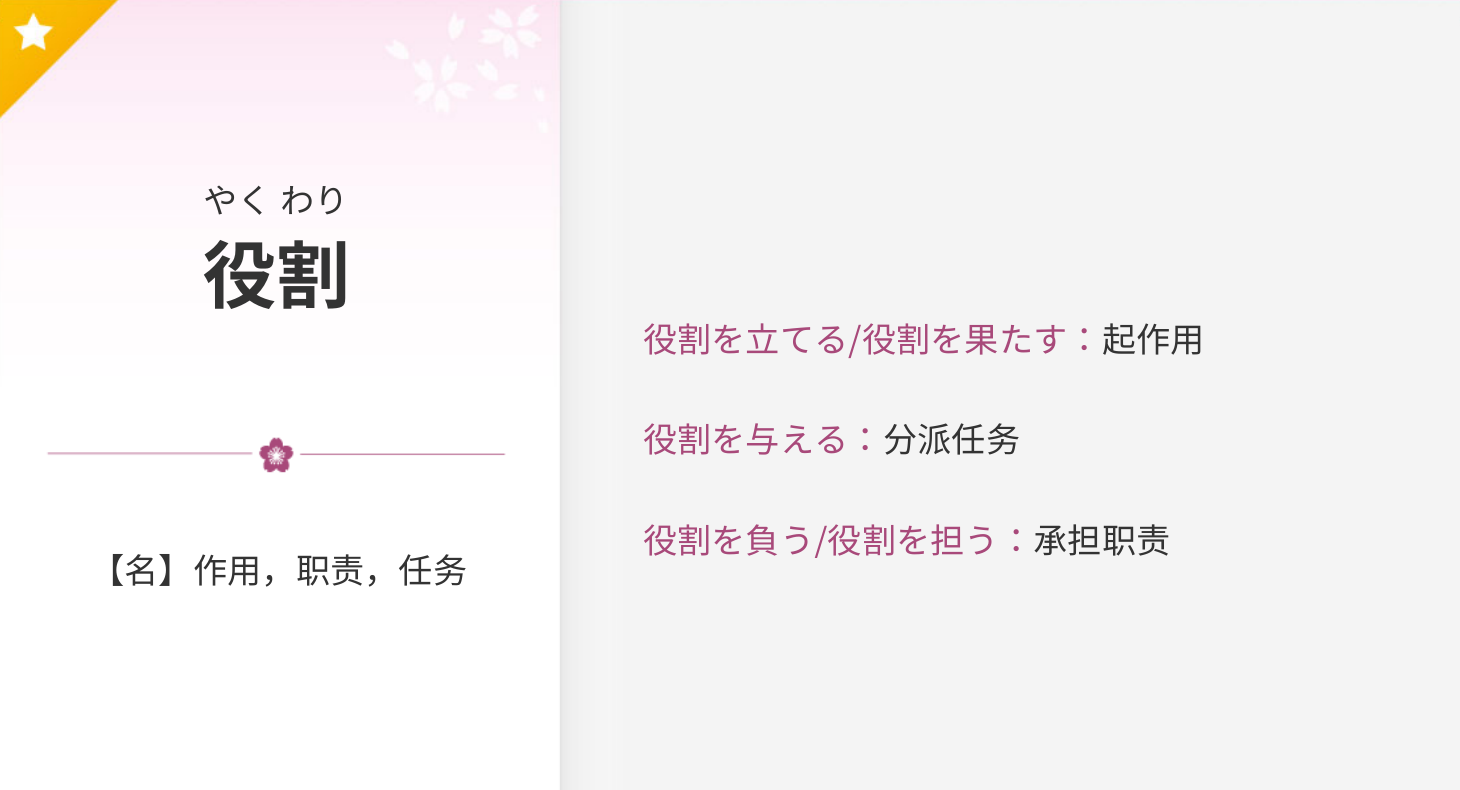 やく わり
役割
【名】作用，职责，任务
役割を立てる/役割を果たす：起作用
役割を与える：分派任务
役割を負う/役割を担う：承担职责